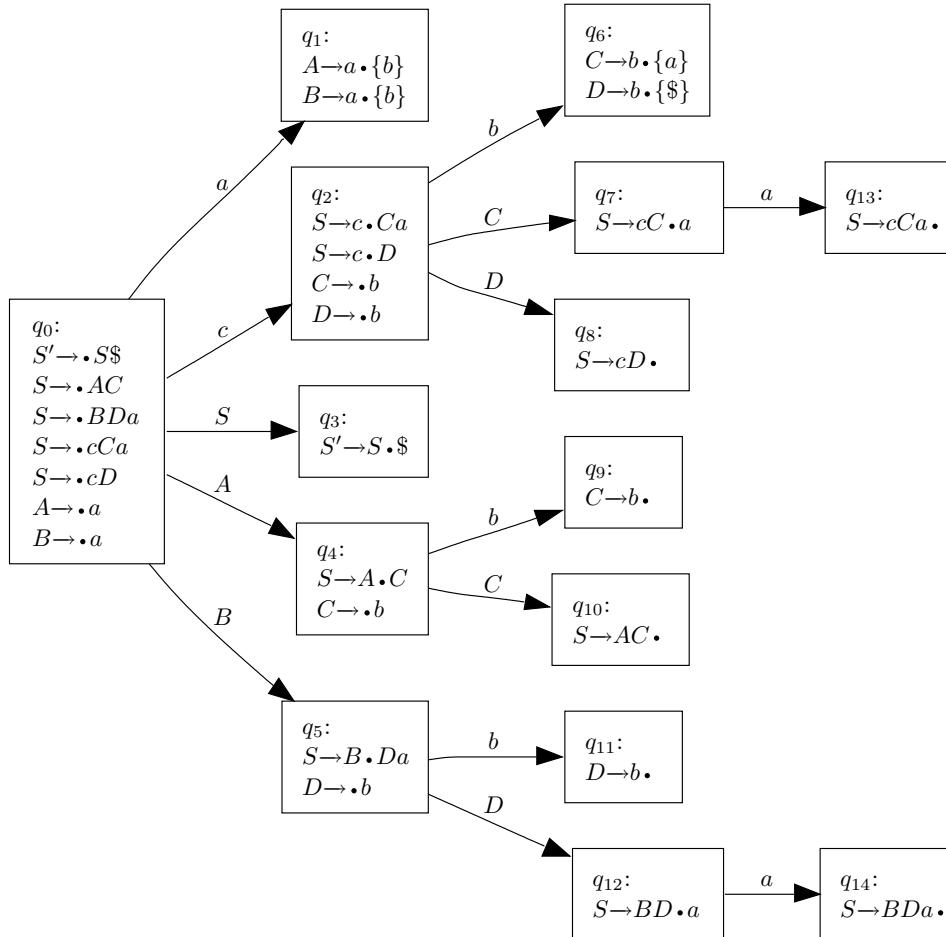 q₁:
A→a•{b}
B→a•{b}
q₆:
C→b•{a}
D→b•{$}
b
a
q₂:
S→c•Ca
S→c•D
C→•b
D→•b
C
q₇:
S→cC•a
a
q₁₃:
S→cCa•
D
q₈:
S→cD•
q₀:
S'→•S$
S→•AC
S→•BDa
S→•cCa
S→•cD
A→•a
B→•a
c
S
q₃:
S'→S•$
A
q₄:
S→A•C
C→•b
b
q₉:
C→b•
C
q₁₀:
S→AC•
B
q₅:
S→B•Da
D→•b
b
q₁₁:
D→b•
D
q₁₂:
S→BD•a
a
q₁₄:
S→BDa•